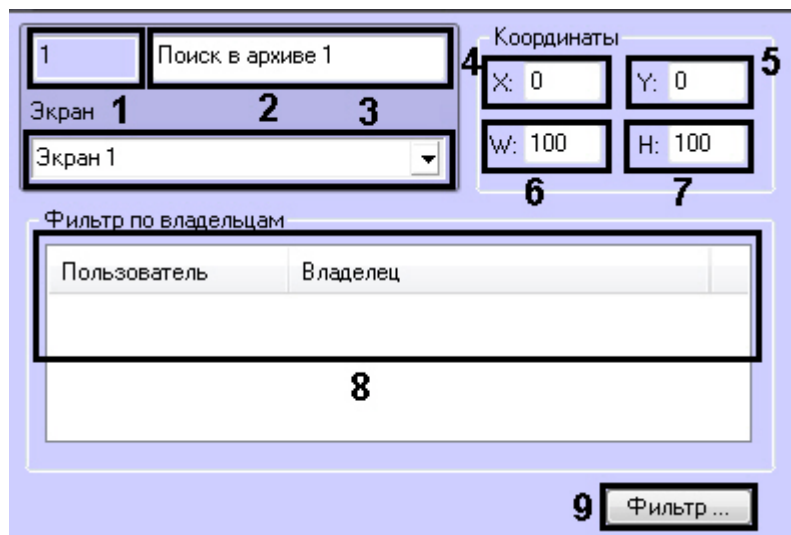 1 Поиск в архиве 1
Экран 1 2 3
Экран 1
Координаты
4 X: 0 Y: 0 5
W: 100 H: 100
6 7
Фильтр по владельцам
Пользователь Владелец
8
9 Фильтр ...